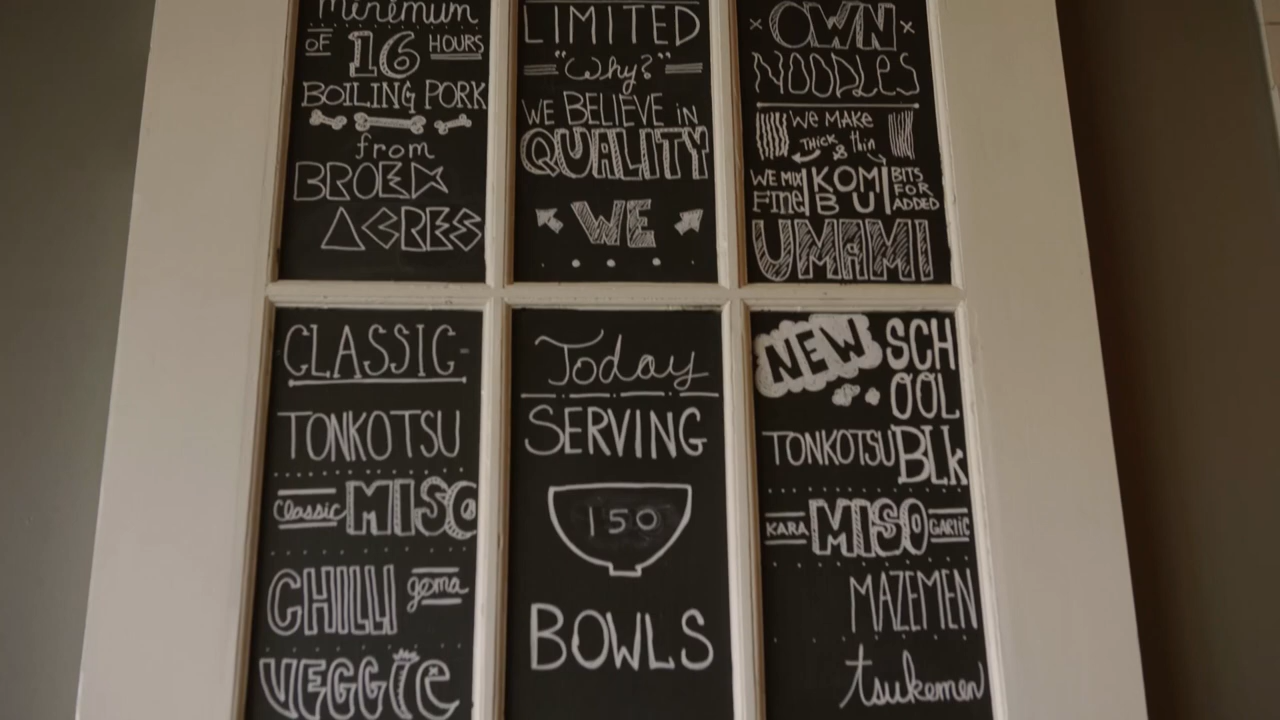 Minimum
OF 16 HOURS
BOILING PORK
from
BROEK
ACRES
LIMITED
"Why?"
WE BELIEVE in
QUALITY
WE
OWN
NOODLES
WE MAKE
THICK & thin
WE MIX FINE KOMBU BITS FOR ADDED
UMAMI
CLASSIC-
TONKOTSU
Classic MISO
CHILLI goma
VEGGIE
Today
SERVING
150
BOWLS
NEW SCHOOL
TONKOTSU BLK
KARA MISO GARLIC
MAZEMEN
tsukemen